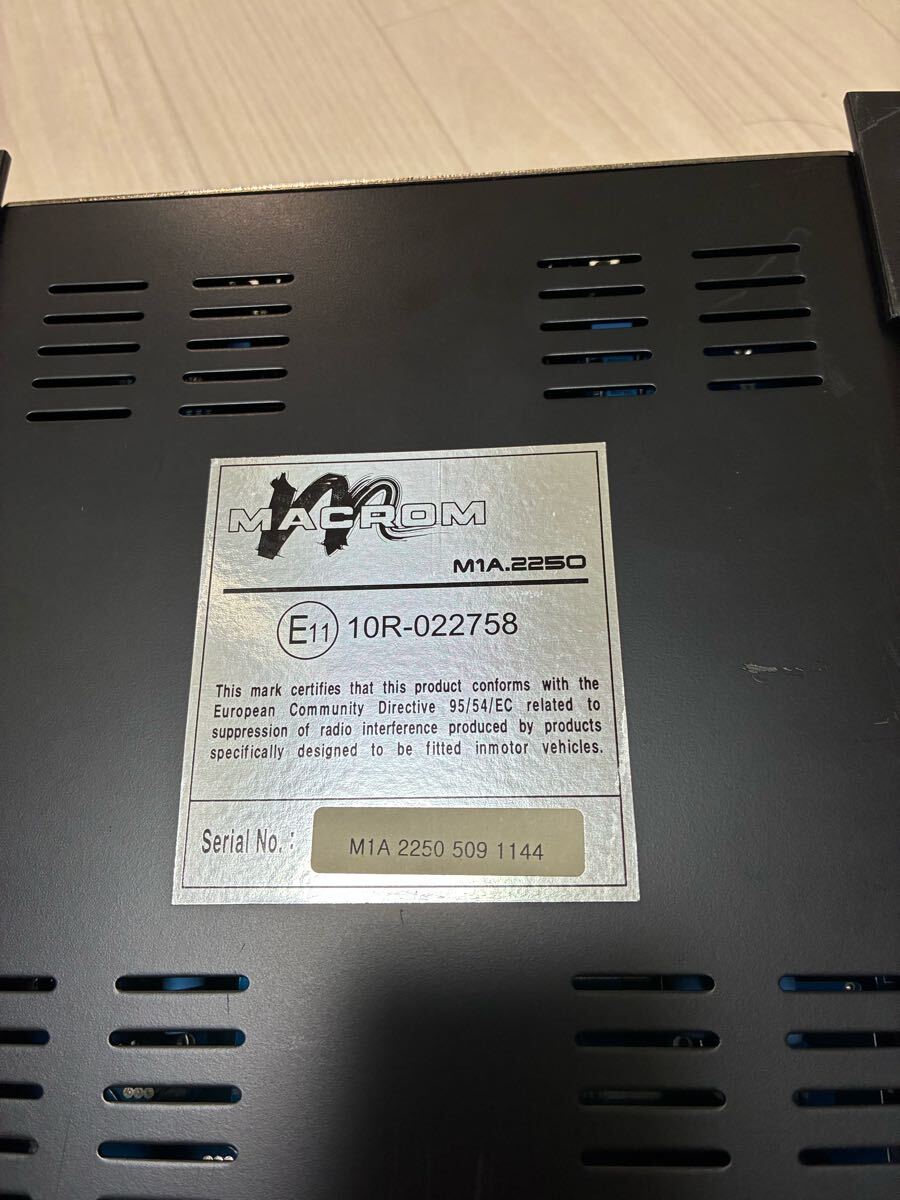 MACROM
M1A.2250
E11 10R-022758
This mark certifies that this product conforms with the
European Community Directive 95/54/EC related to
suppression of radio interference produced by products
specifically designed to be fitted inmotor vehicles.
Serial No. : M1A 2250 509 1144